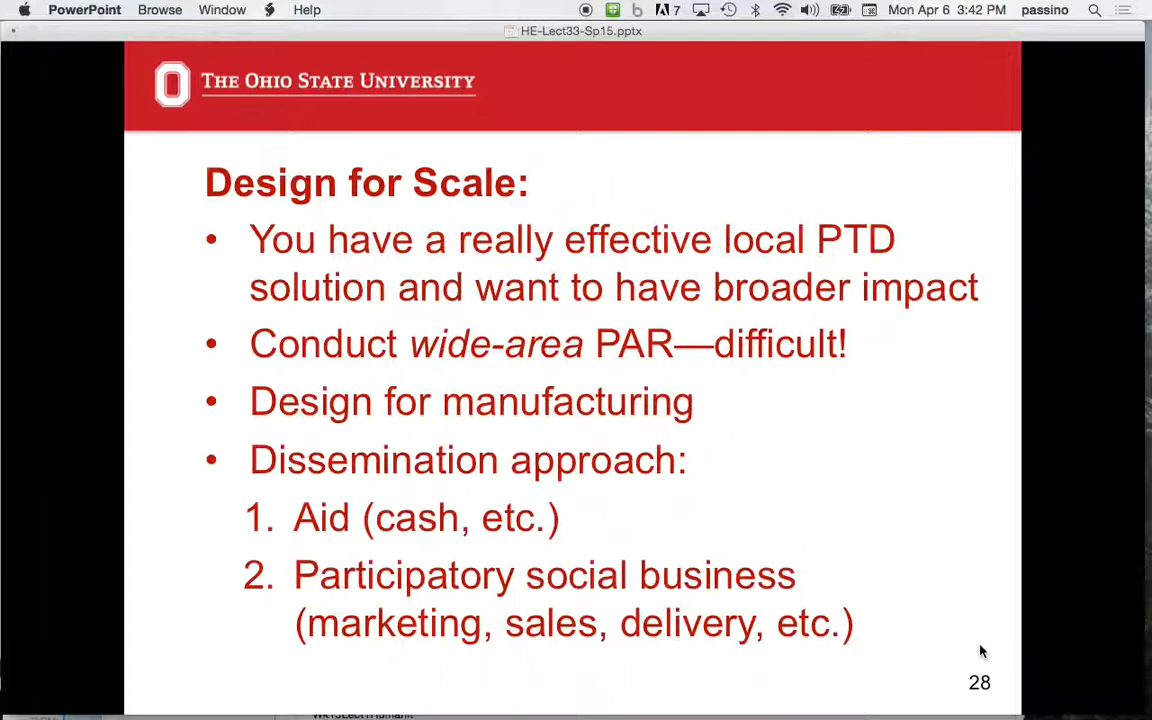 PowerPoint Browse Window Help 7 Mon Apr 6 3:42 PM passino
HE-Lect33-Sp15.pptx
THE OHIO STATE UNIVERSITY
Design for Scale:
• You have a really effective local PTD
solution and want to have broader impact
• Conduct wide-area PAR—difficult!
• Design for manufacturing
• Dissemination approach:
1. Aid (cash, etc.)
2. Participatory social business
(marketing, sales, delivery, etc.)
28